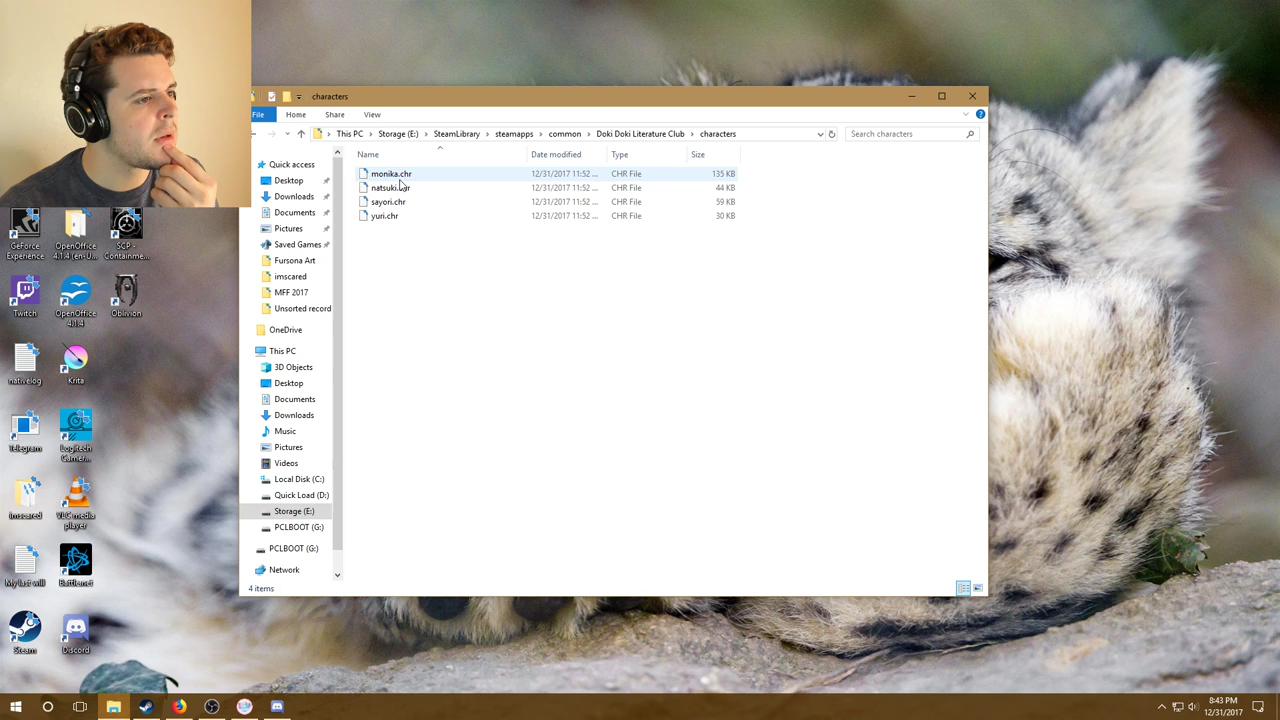 characters
File Home Share View
This PC Storage (E:) SteamLibrary steamapps common Doki Doki Literature Club characters Search characters
Name Date modified Type Size
monika.chr 12/31/2017 11:52 ... CHR File 135 KB
12/31/2017 11:52 ... CHR File 44 KB
sayori.chr 12/31/2017 11:52 ... CHR File 59 KB
yuri.chr 12/31/2017 11:52 ... CHR File 30 KB
Quick access
Desktop
Downloads
Documents
Pictures
Saved Games
Fursona Art
imscared
MFF 2017
Unsorted record
OneDrive
This PC
3D Objects
Desktop
Documents
Downloads
Music
Pictures
Videos
Local Disk (C:)
Quick Load (D:)
Storage (E:)
PCLBOOT (G:)
PCLBOOT (G:)
Network
4 items
GeForce
Experience
OpenOffice
4.1.4 (en-U...
SCP -
Containme...
Twitch
OpenOffice
4.1.4
Oblivion
nativelog
Krita
Telegram
Logitech
Gamer...
imscared
VLC media
player
My last will
Battle.net
Steam
Discord
8:43 PM
12/31/2017